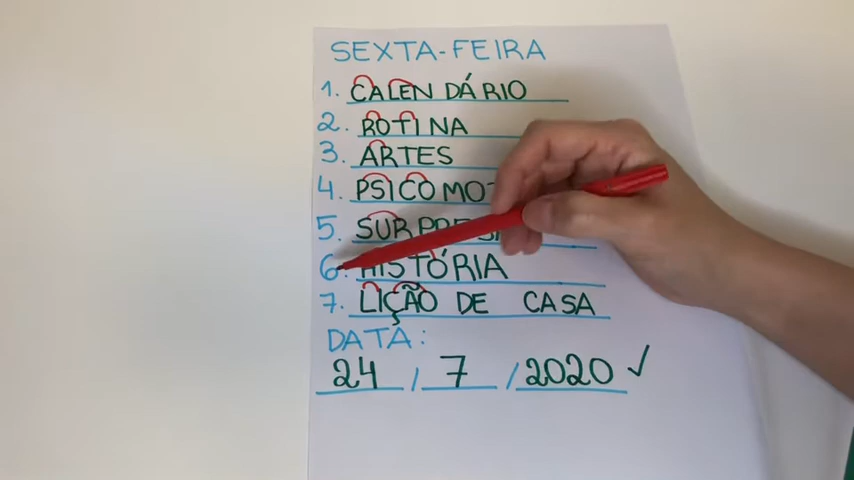 SEXTA-FEIRA
1. CALENDÁRIO
2. ROTINA
3. ARTES
4.
5.
6. HISTÓRIA
7. LIÇÃO DE CASA
DATA:
24 / 7 / 2020 ✓